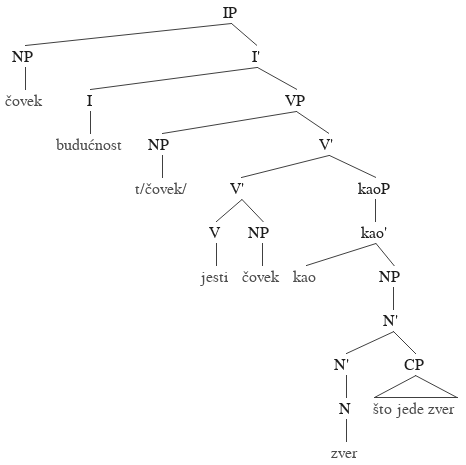 IP
NP I'
čovek I VP
budućnost NP V'
t/čovek/ V' kaoP
V NP kao'
jesti čovek kao NP
N'
N' CP
N što jede zver
zver